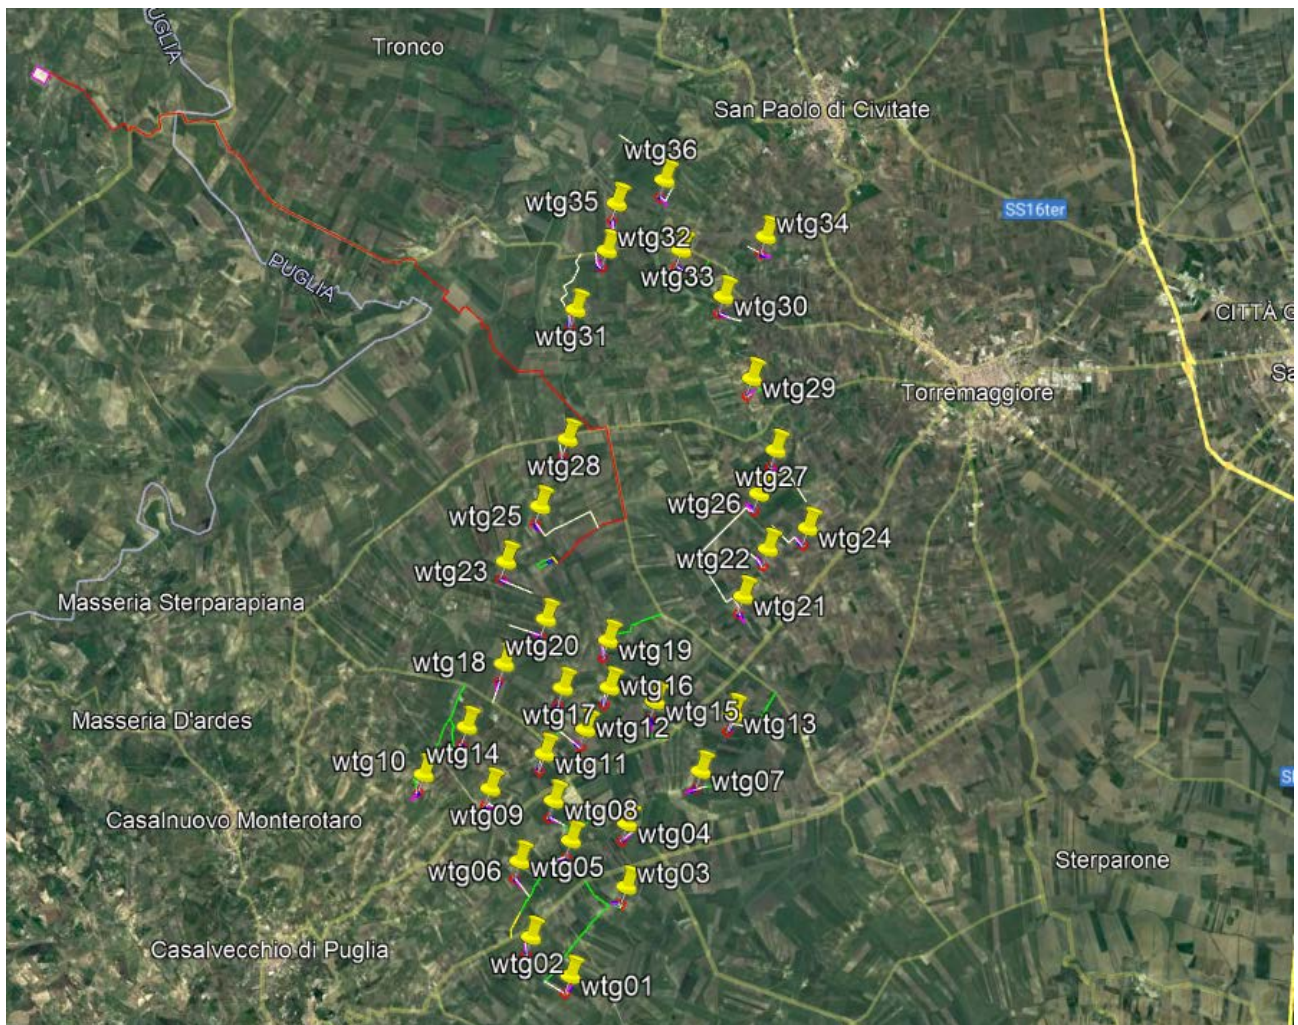 PUGLIA
Tronco
San Paolo di Civitate
wtg36
wtg35
SS16ter
wtg34
wtg32
PUGLIA
wtg33
wtg30
CITTÀ G
wtg31
Sa
wtg29
Torremaggiore
wtg28
wtg27
wtg26
wtg25
wtg24
wtg22
wtg23
Masseria Sterparapiana
wtg21
wtg20
wtg19
wtg18
wtg16
wtg15
wtg17
Masseria D'ardes
wtg13
wtg12
wtg14
wtg10
wtg11
wtg07
wtg08
wtg09
Casalnuovo Monterotaro
wtg04
Sterparone
wtg05
wtg06
wtg03
Casalvecchio di Puglia
wtg02
wtg01